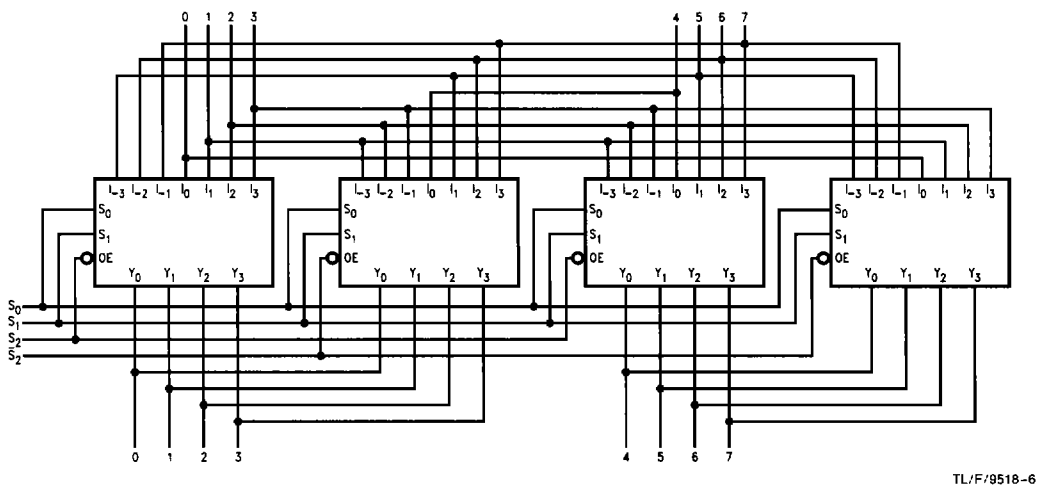 0 1 2 3 4 5 6 7
I₋₃ I₋₂ I₋₁ I₀ I₁ I₂ I₃ I₋₃ I₋₂ I₋₁ I₀ I₁ I₂ I₃ I₋₃ I₋₂ I₋₁ I₀ I₁ I₂ I₃ I₋₃ I₋₂ I₋₁ I₀ I₁ I₂ I₃
S₀ S₀ S₀ S₀
S₁ S₁ S₁ S₁
OE OE OE OE
Y₀ Y₁ Y₂ Y₃ Y₀ Y₁ Y₂ Y₃ Y₀ Y₁ Y₂ Y₃ Y₀ Y₁ Y₂ Y₃
S₀
S₁
S₂
S̅₂
0 1 2 3 4 5 6 7
TL/F/9518-6